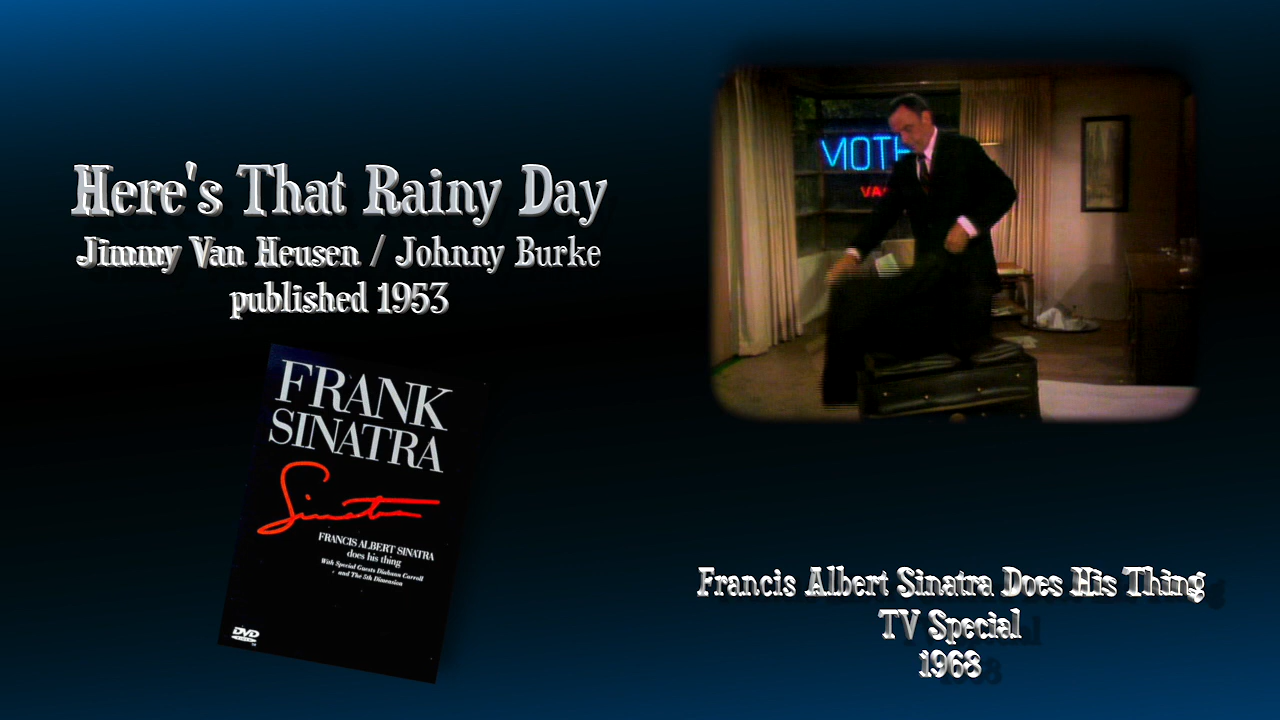 Here's That Rainy Day
Jimmy Van Heusen / Johnny Burke
published 1953
FRANK
SINATRA
Sinatra
FRANCIS ALBERT SINATRA
does his thing
With Special Guests Diahann Carroll
and The 5th Dimension
DVD
MOTE
VA
Francis Albert Sinatra Does His Thing
TV Special
1968